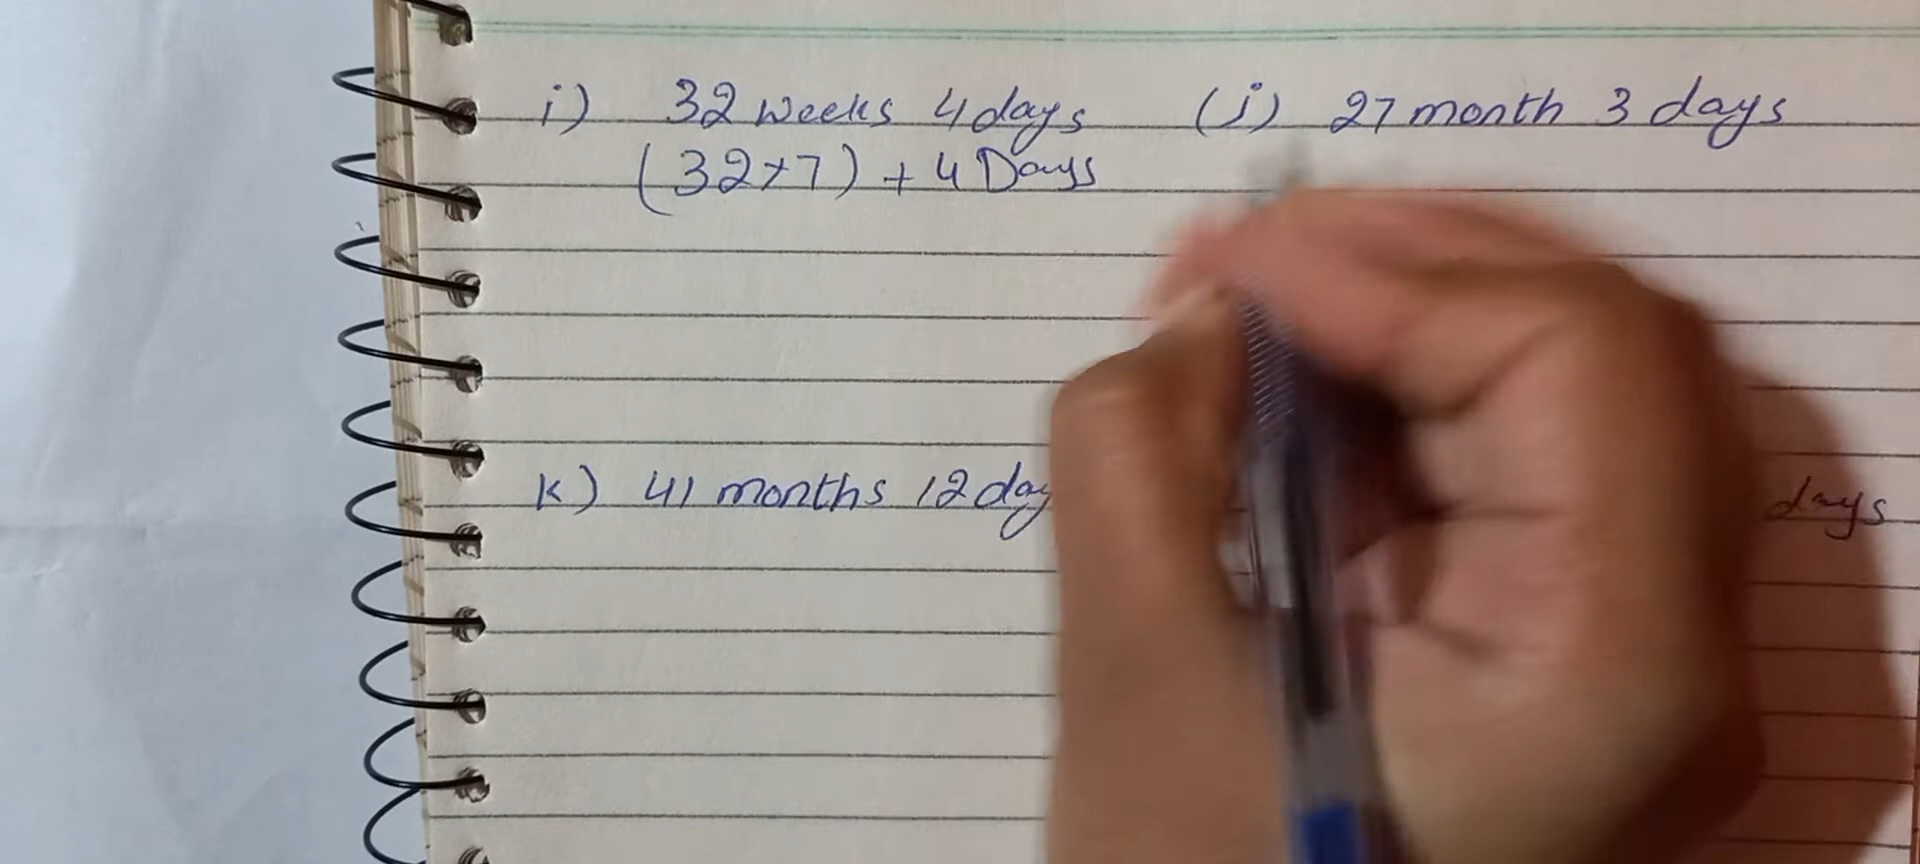 i) 32 weeks 4 days (j) 27 month 3 days
(32×7) + 4 Days
k) 41 months 12 day days